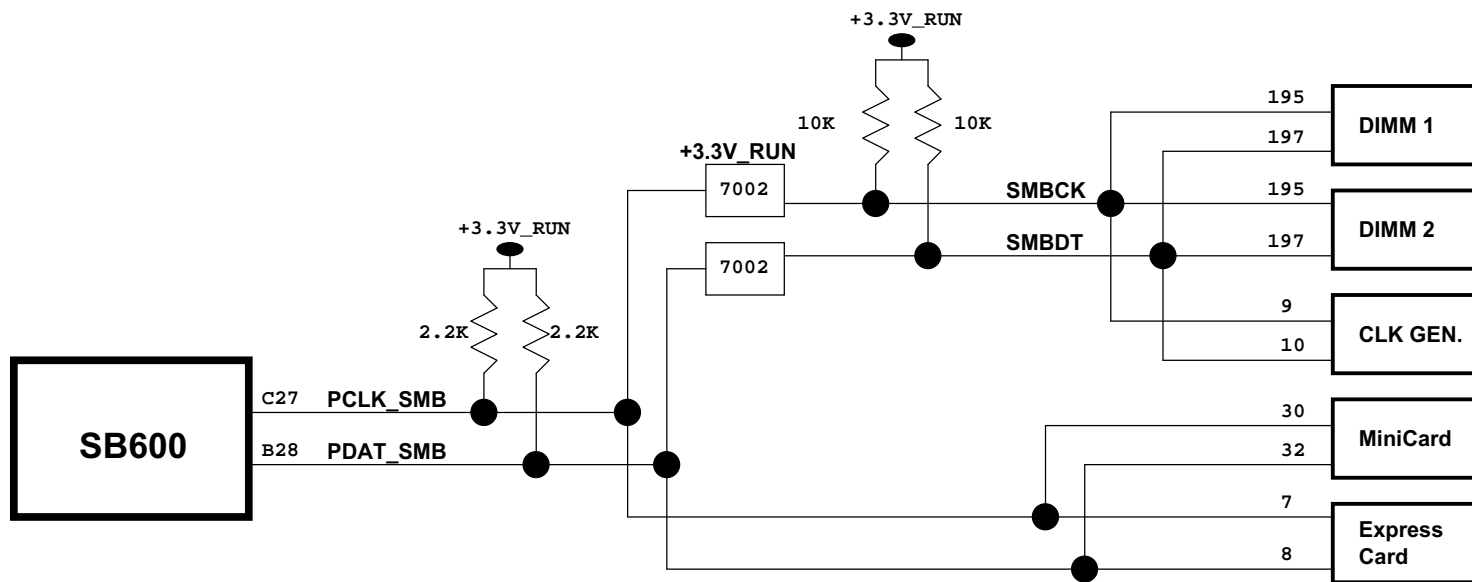 +3.3V_RUN
10K
10K
195
197
DIMM 1
+3.3V_RUN
7002
SMBCK
195
197
DIMM 2
7002
SMBDT
+3.3V_RUN
2.2K
2.2K
9
10
CLK GEN.
SB600
C27
PCLK_SMB
B28
PDAT_SMB
30
32
MiniCard
7
8
Express
Card